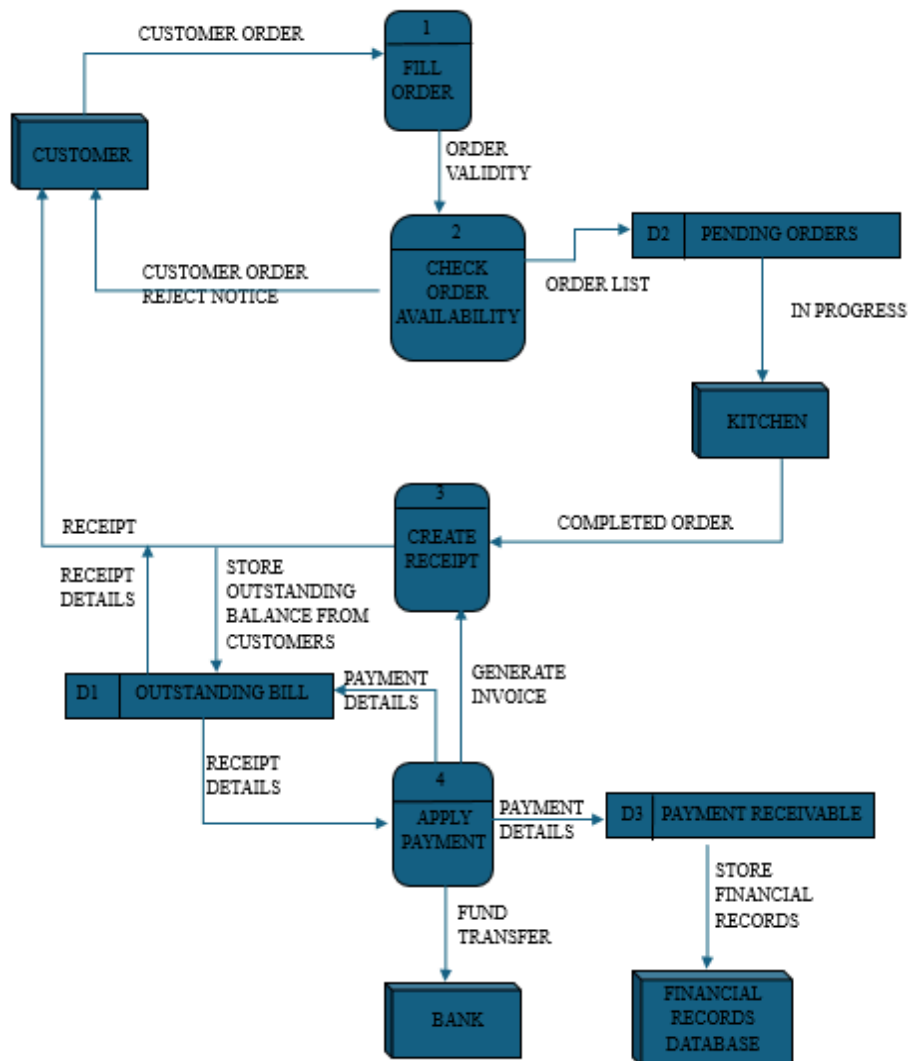 CUSTOMER ORDER
1
FILL
ORDER
CUSTOMER
ORDER
VALIDITY
2
CHECK
ORDER
AVAILABILITY
D2
PENDING ORDERS
CUSTOMER ORDER
REJECT NOTICE
ORDER LIST
IN PROGRESS
KITCHEN
3
CREATE
RECEIPT
COMPLETED ORDER
RECEIPT
RECEIPT
DETAILS
STORE
OUTSTANDING
BALANCE FROM
CUSTOMERS
D1
OUTSTANDING BILL
PAYMENT
DETAILS
GENERATE
INVOICE
RECEIPT
DETAILS
4
APPLY
PAYMENT
PAYMENT
DETAILS
D3
PAYMENT RECEIVABLE
STORE
FINANCIAL
RECORDS
FUND
TRANSFER
BANK
FINANCIAL
RECORDS
DATABASE